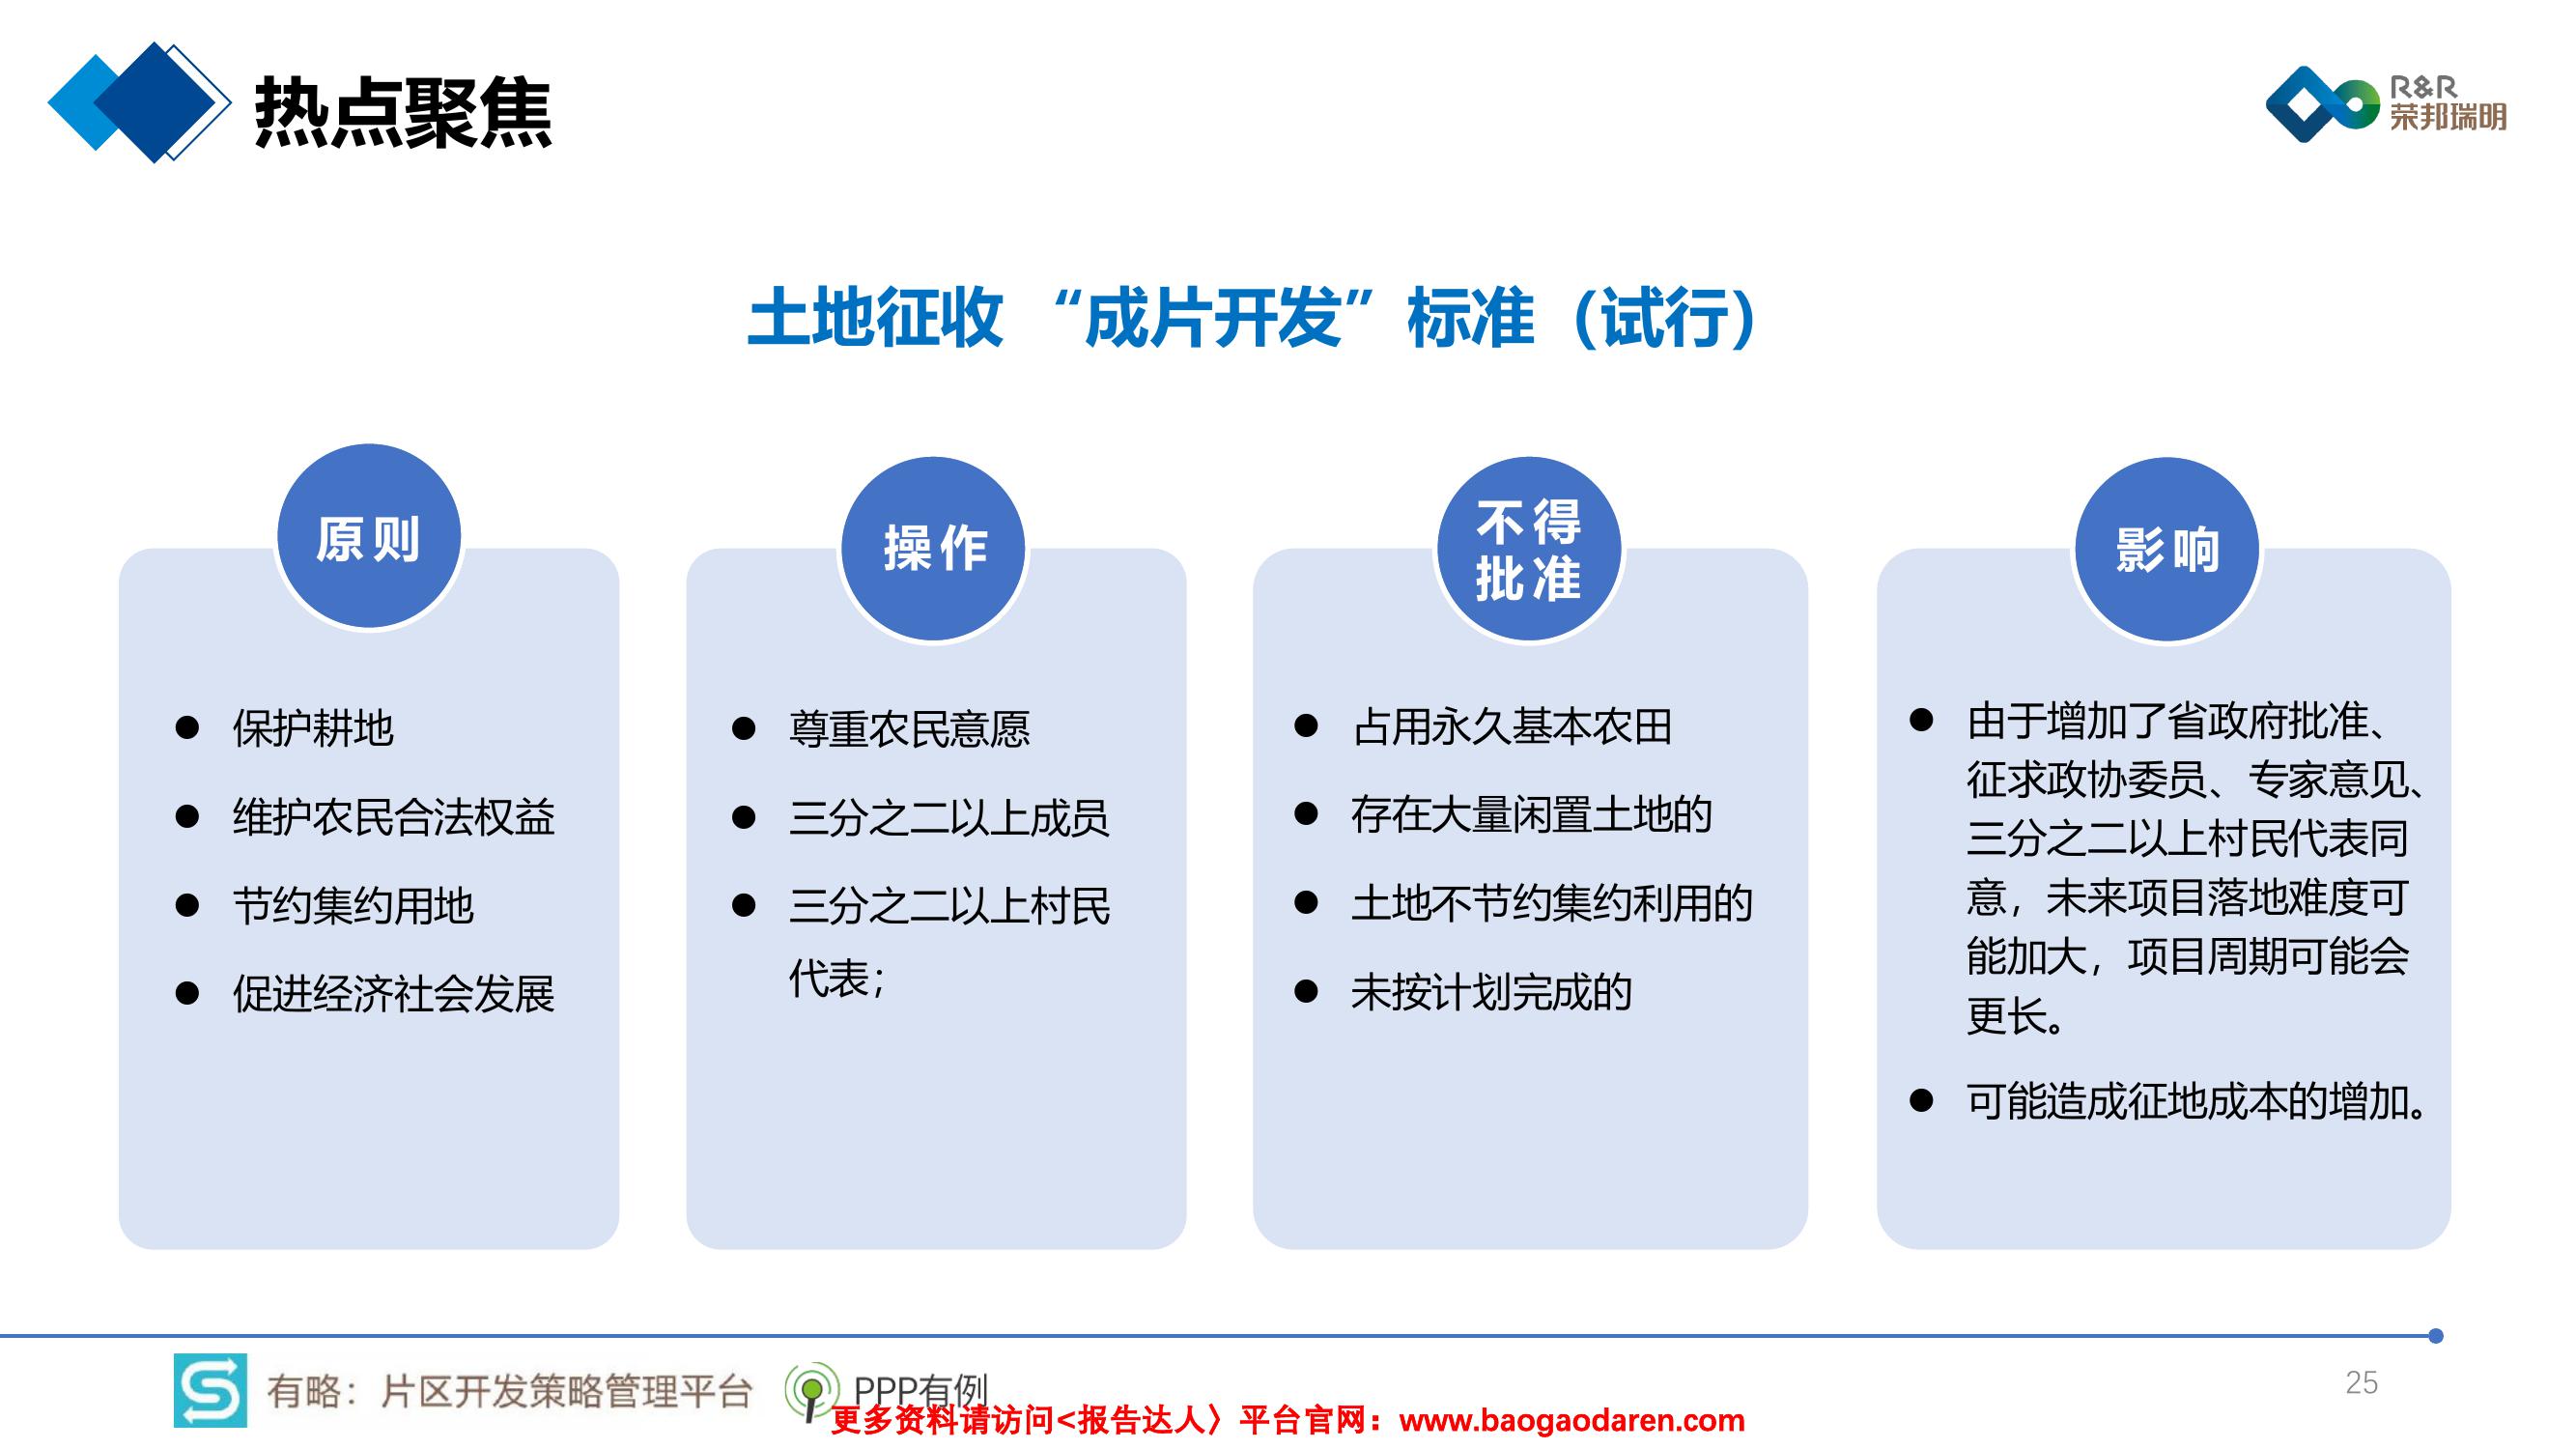 热点聚焦
R&R
荣邦瑞明
土地征收 “成片开发”标准（试行）
原则
保护耕地
维护农民合法权益
节约集约用地
促进经济社会发展
操作
尊重农民意愿
三分之二以上成员
三分之二以上村民
代表；
不得
批准
占用永久基本农田
存在大量闲置土地的
土地不节约集约利用的
未按计划完成的
影响
由于增加了省政府批准、
征求政协委员、专家意见、
三分之二以上村民代表同
意，未来项目落地难度可
能加大，项目周期可能会
更长。
可能造成征地成本的增加。
有略：片区开发策略管理平台
PPP有例
更多资料请访问<报告达人〉平台官网：www.baogaodaren.com
25